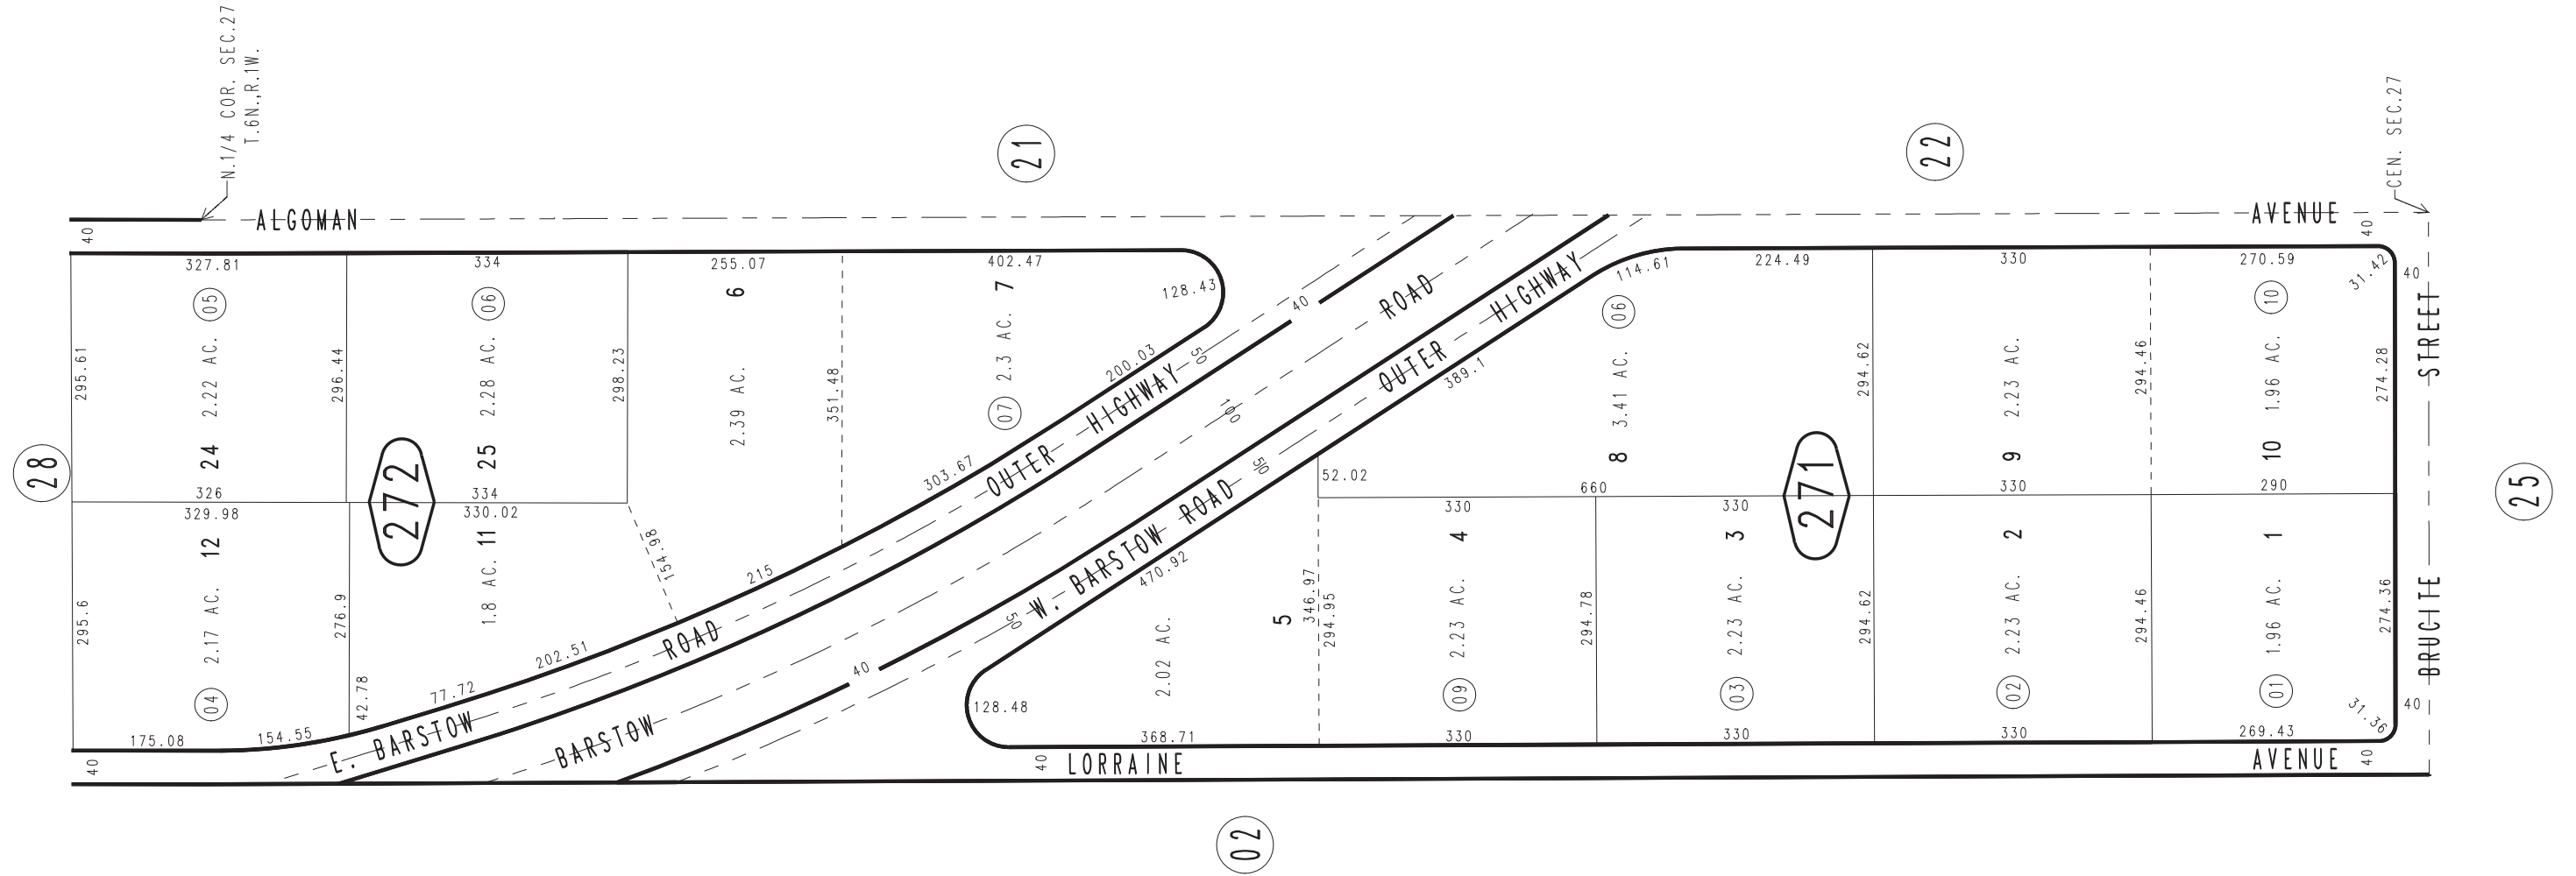 N.1/4 COR. SEC.27
T.6N.,R.1W.
CEN. SEC.27
21
22
28
25
02
ALGOMAN
AVENUE
40
40
327.81
334
255.07
402.47
128.43
05
2.22 AC.
24
295.61
296.44
326
06
2.28 AC.
25
298.23
334
6
2.39 AC.
351.48
7
2.3 AC.
07
200.03
303.67
215
154.98
202.51
77.72
272
329.98
330.02
12
2.17 AC.
04
295.6
276.9
42.78
11
1.8 AC.
175.08
154.55
40
E. BARSTOW
ROAD
OUTER
HIGHWAY
50
40
BARSTOW
ROAD
100
40
W. BARSTOW
ROAD
OUTER
HIGHWAY
50
50
114.61
389.1
470.92
128.48
224.49
330
270.59
31.42
40
06
3.41 AC.
8
52.02
660
294.62
2.23 AC.
9
294.46
330
10
1.96 AC.
10
274.28
290
271
330
330
5
2.02 AC.
346.97
294.95
368.71
4
2.23 AC.
09
294.78
330
3
2.23 AC.
03
294.62
330
2
2.23 AC.
02
294.46
330
1
1.96 AC.
01
274.36
269.43
31.36
40
STREET
BRUCITE
40
LORRAINE
AVENUE
40